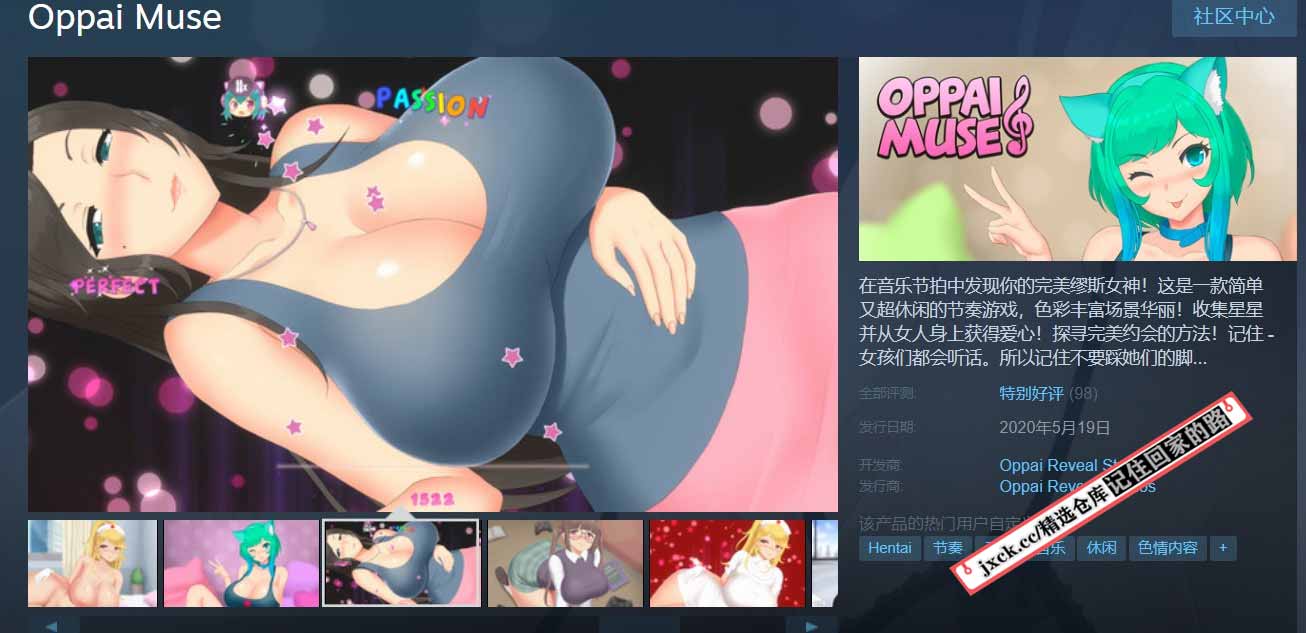 Oppai Muse
社区中心
PASSION
PERFECT
1522
OPPAI
MUSE
在音乐节拍中发现你的完美缪斯女神！这是一款简单
又超休闲的节奏游戏，色彩丰富场景华丽！收集星星
并从女人身上获得爱心！探寻完美约会的方法！记住 -
女孩们都会听话。所以记住不要踩她们的脚...
全部评测:
特别好评 (98)
发行日期:
2020年5月19日
开发商:
Oppai Reveal
发行商:
Oppai
该产品的热门用户自定
Hentai 节奏 音乐 休闲 色情内容 +
jxck.cc/精选仓库 记住回家的路